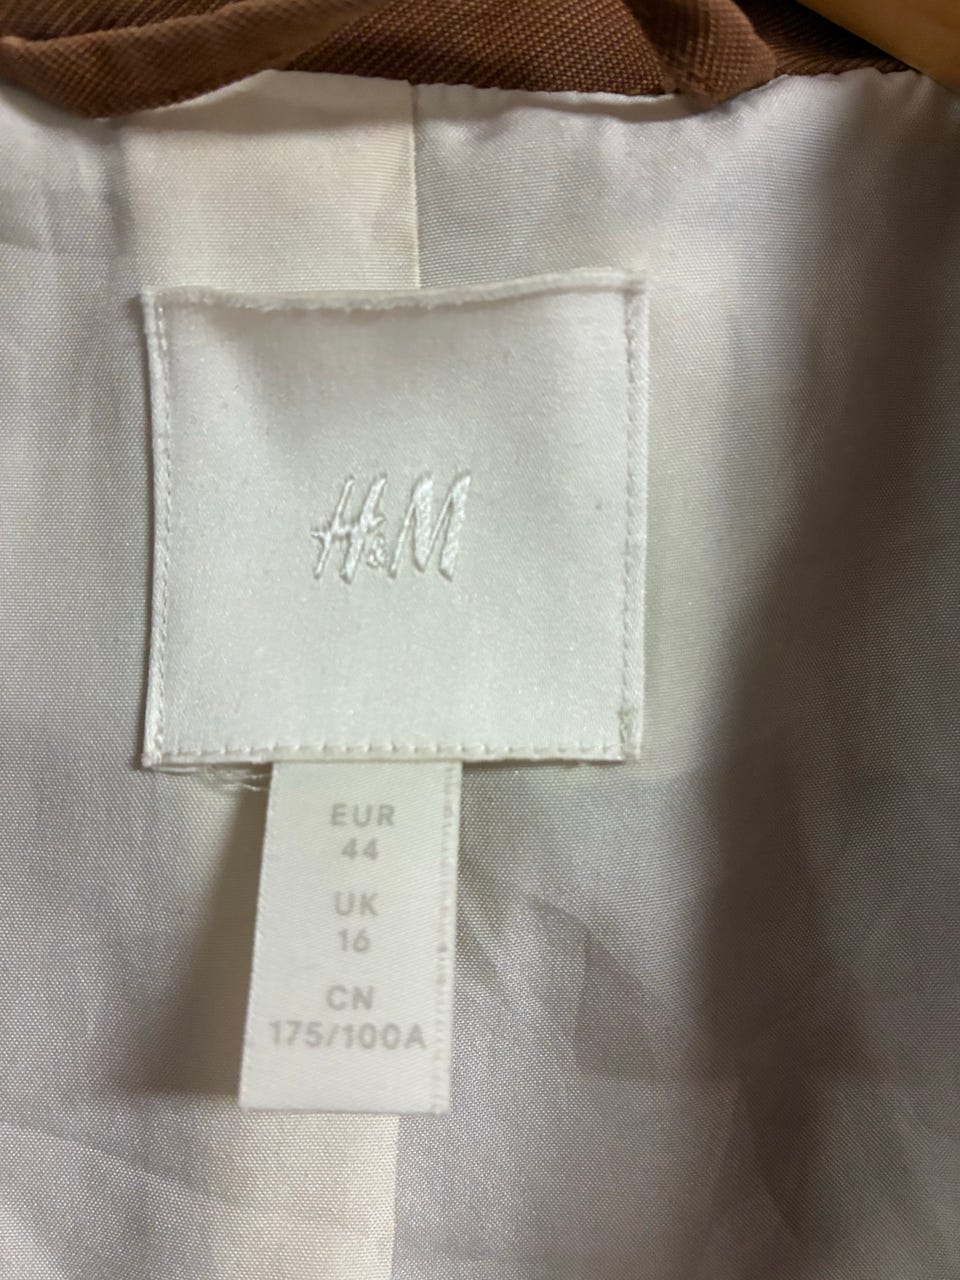 H&M
EUR
44
UK
16
CN
175/100A